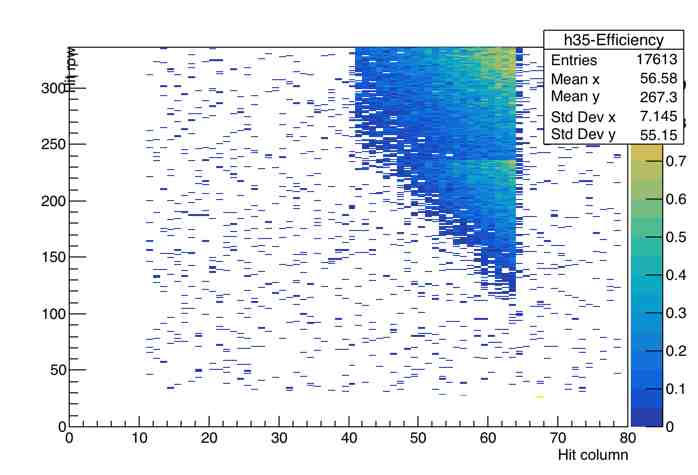 h35-Efficiency
Entries 17613
Mean x 56.58
Mean y 267.3
Std Dev x 7.145
Std Dev y 55.15
300
250
200
150
100
50
0
0 10 20 30 40 50 60 70 80
Hit column
0.7
0.6
0.5
0.4
0.3
0.2
0.1
0